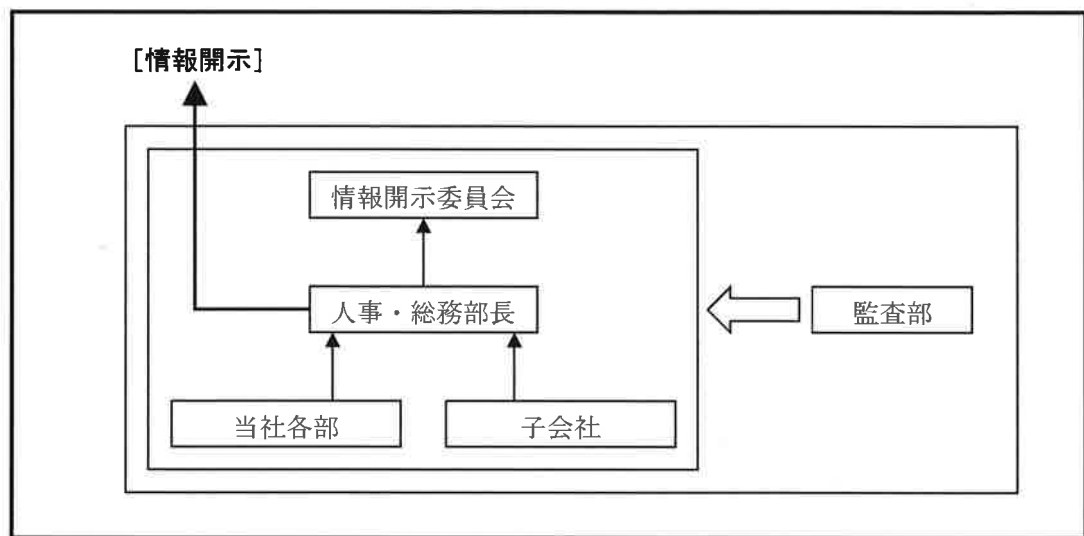 [情報開示]
情報開示委員会
人事・総務部長
監査部
当社各部
子会社